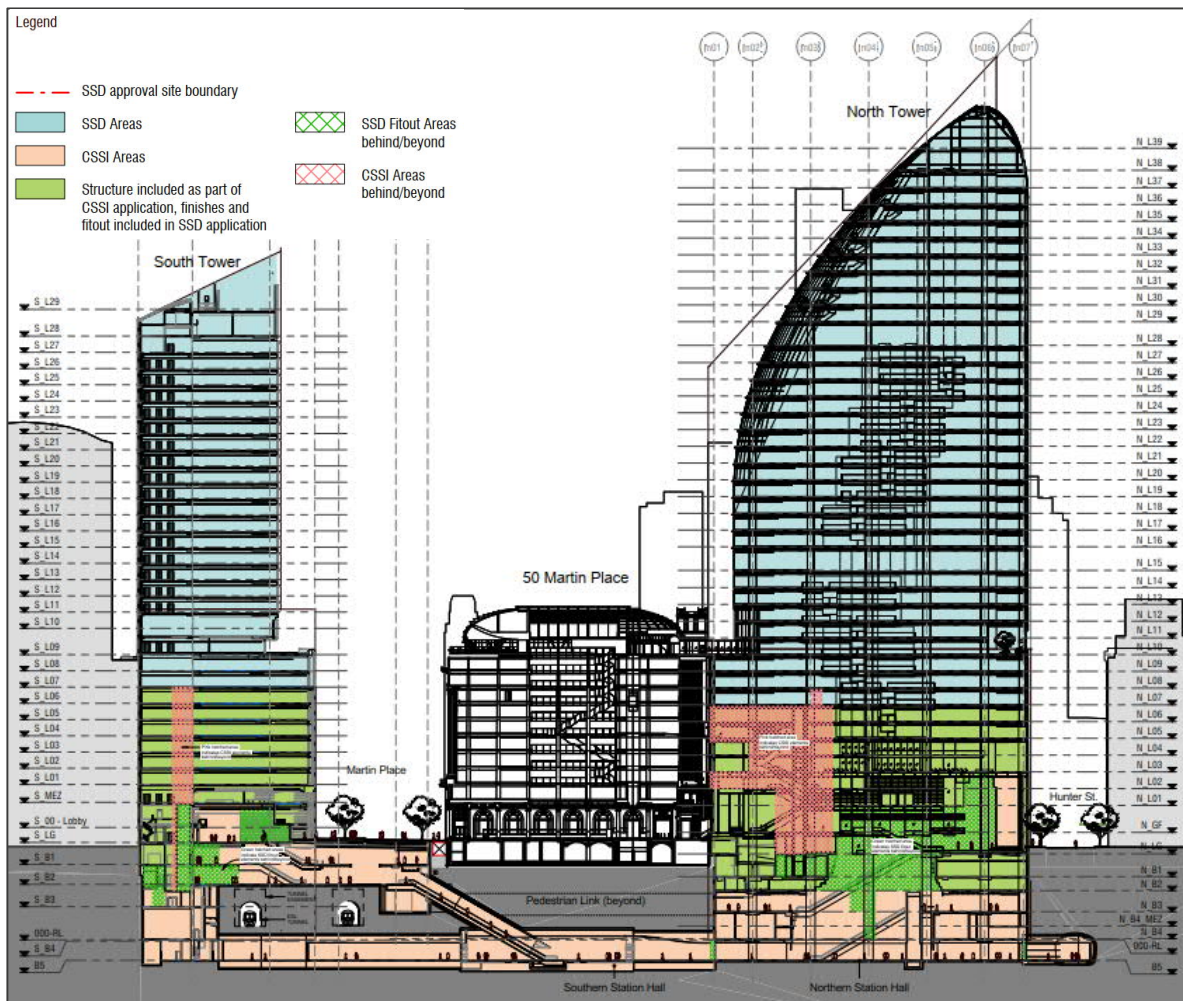 Legend
SSD approval site boundary
SSD Areas
CSSI Areas
Structure included as part of
CSSI application, finishes and
fitout included in SSD application
SSD Fitout Areas
behind/beyond
CSSI Areas
behind/beyond
North Tower
South Tower
50 Martin Place
Martin Place
Hunter St.
Pedestrian Link (beyond)
Southern Station Hall
Northern Station Hall
S_L29
S_L28
S_L27
S_L26
S_L25
S_L24
S_L23
S_L22
S_L21
S_L20
S_L19
S_L18
S_L17
S_L16
S_L15
S_L14
S_L13
S_L12
S_L11
S_L10
S_L09
S_L08
S_L07
S_L06
S_L05
S_L04
S_L03
S_L02
S_L01
S_MEZ
S_00 - Lobby
S_LG
S_B1
S_B2
S_B3
000-RL
S_B4
B5
N_L39
N_L38
N_L37
N_L36
N_L35
N_L34
N_L33
N_L32
N_L31
N_L30
N_L29
N_L28
N_L27
N_L26
N_L25
N_L24
N_L23
N_L22
N_L21
N_L20
N_L19
N_L18
N_L17
N_L16
N_L15
N_L14
N_L13
N_L12
N_L11
N_L10
N_L09
N_L08
N_L07
N_L06
N_L05
N_L04
N_L03
N_L02
N_L01
N_GF
N_LG
N_B1
N_B2
N_B3
N_B4_MEZ
N_B4
000-RL
B5